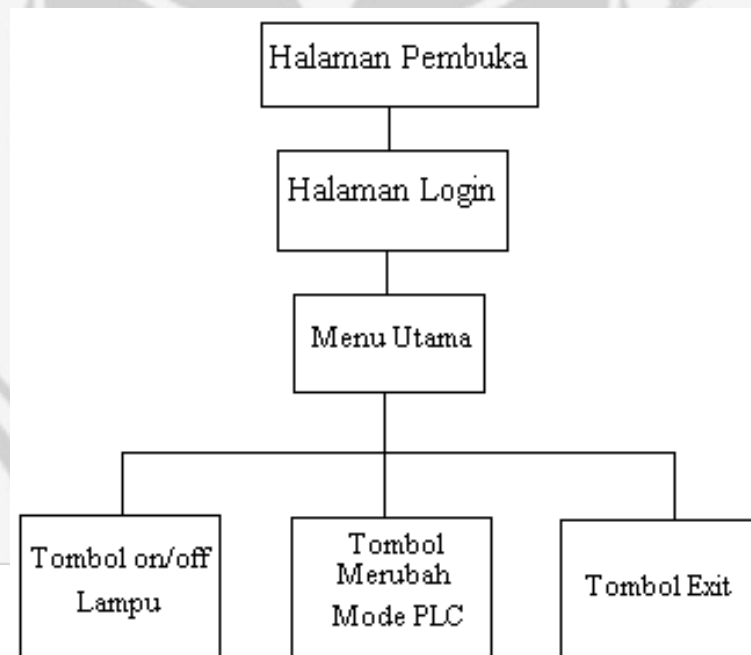 Halaman Pembuka
Halaman Login
Menu Utama
Tombol on/off
Lampu
Tombol
Merubah
Mode PLC
Tombol Exit